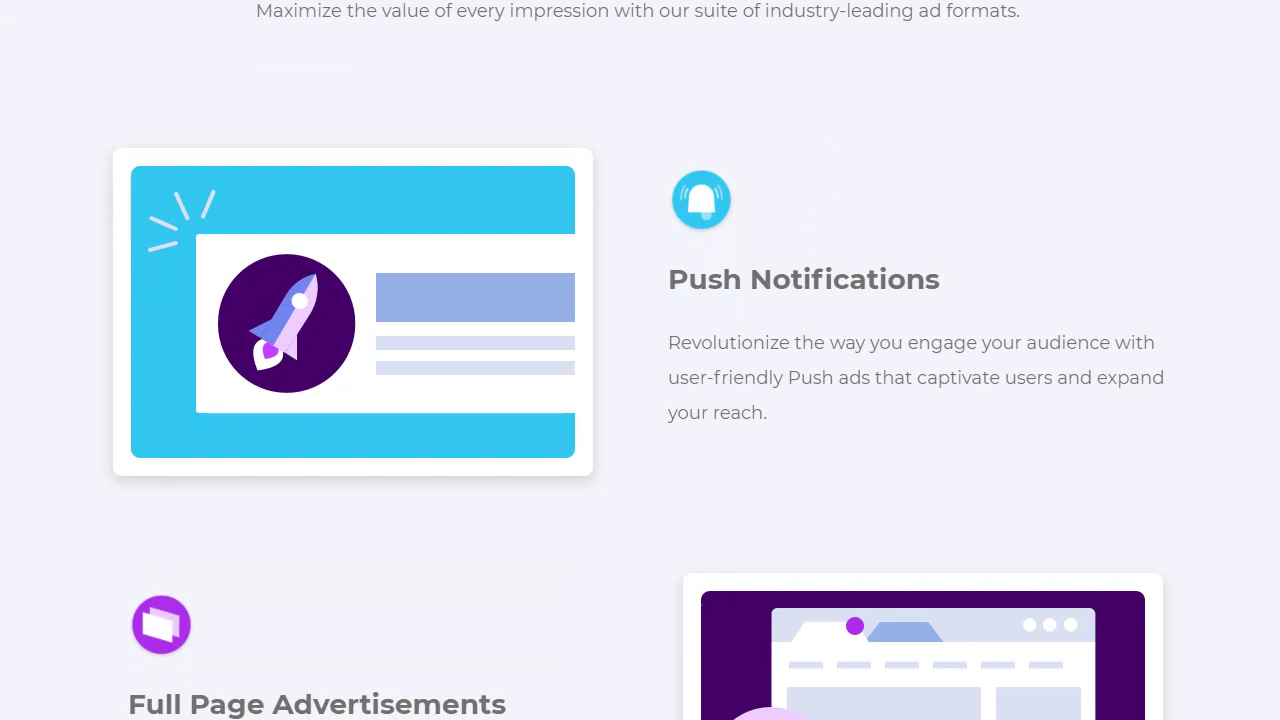 Maximize the value of every impression with our suite of industry-leading ad formats.
Push Notifications
Revolutionize the way you engage your audience with
user-friendly Push ads that captivate users and expand
your reach.
Full Page Advertisements